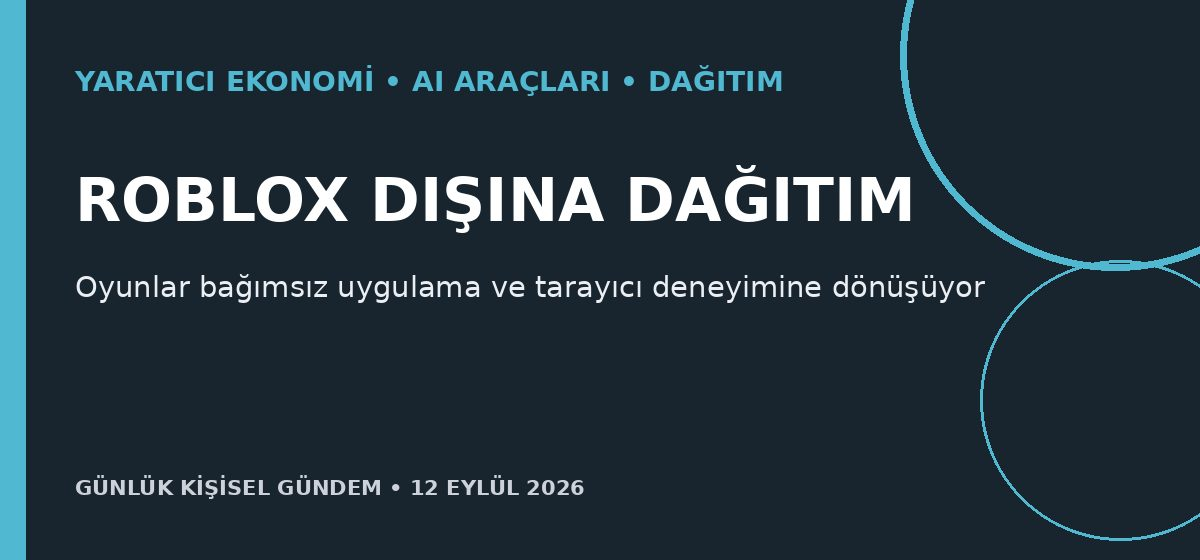 YARATICI EKONOMİ • AI ARAÇLARI • DAĞITIM
ROBLOX DIŞINA DAĞITIM
Oyunlar bağımsız uygulama ve tarayıcı deneyimine dönüşüyor
GÜNLÜK KİŞİSEL GÜNDEM • 12 EYLÜL 2026